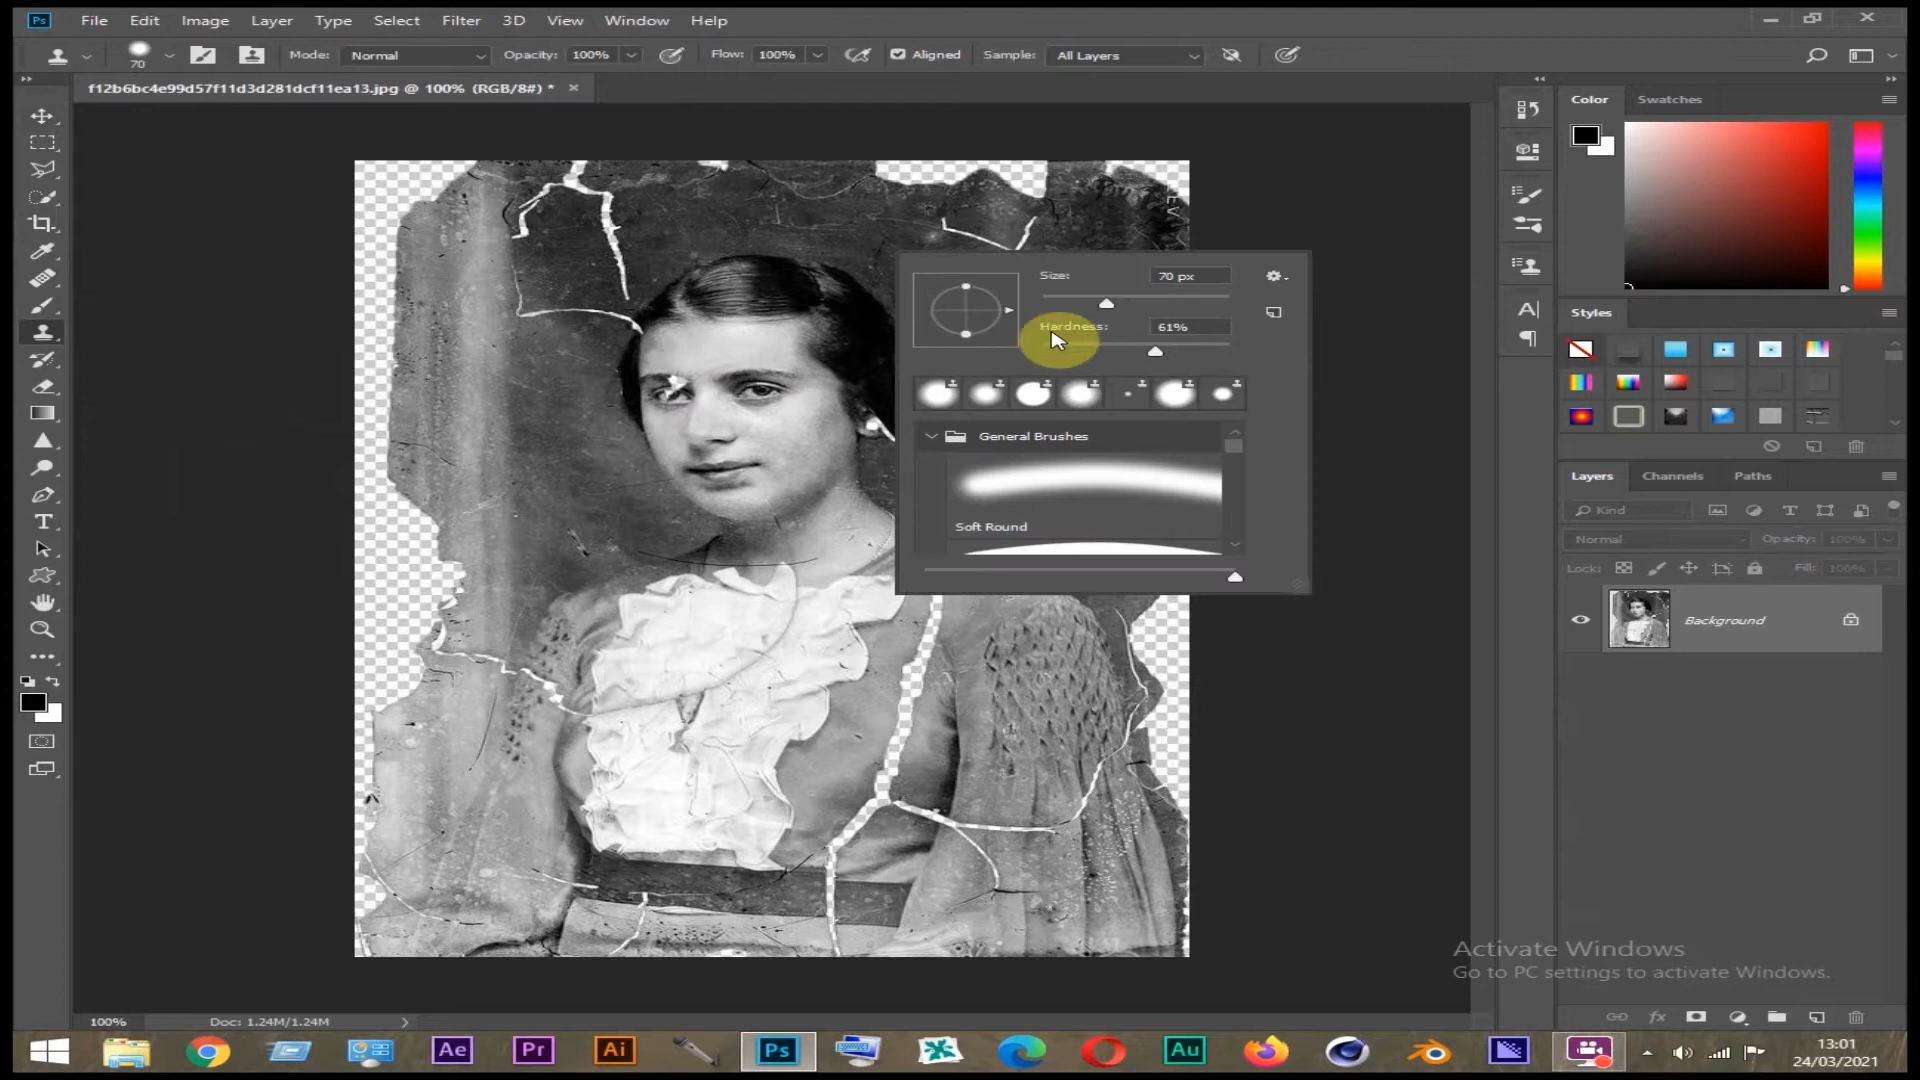 Ps File Edit Image Layer Type Select Filter 3D View Window Help
70 Mode: Normal Opacity: 100% Flow: 100% Aligned Sample: All Layers
f12b6bc4e99d57f11d3d281dcf11ea13.jpg @ 100% (RGB/8#) *
Color Swatches
Size: 70 px
Hardness: 61%
General Brushes
Soft Round
Styles
Layers Channels Paths
Kind
Normal Opacity: 100%
Lock: Fill: 100%
Background
Activate Windows
Go to PC settings to activate Windows.
100% Doc: 1.24M/1.24M
Ae Pr Ai Ps Au
13:01
24/03/2021